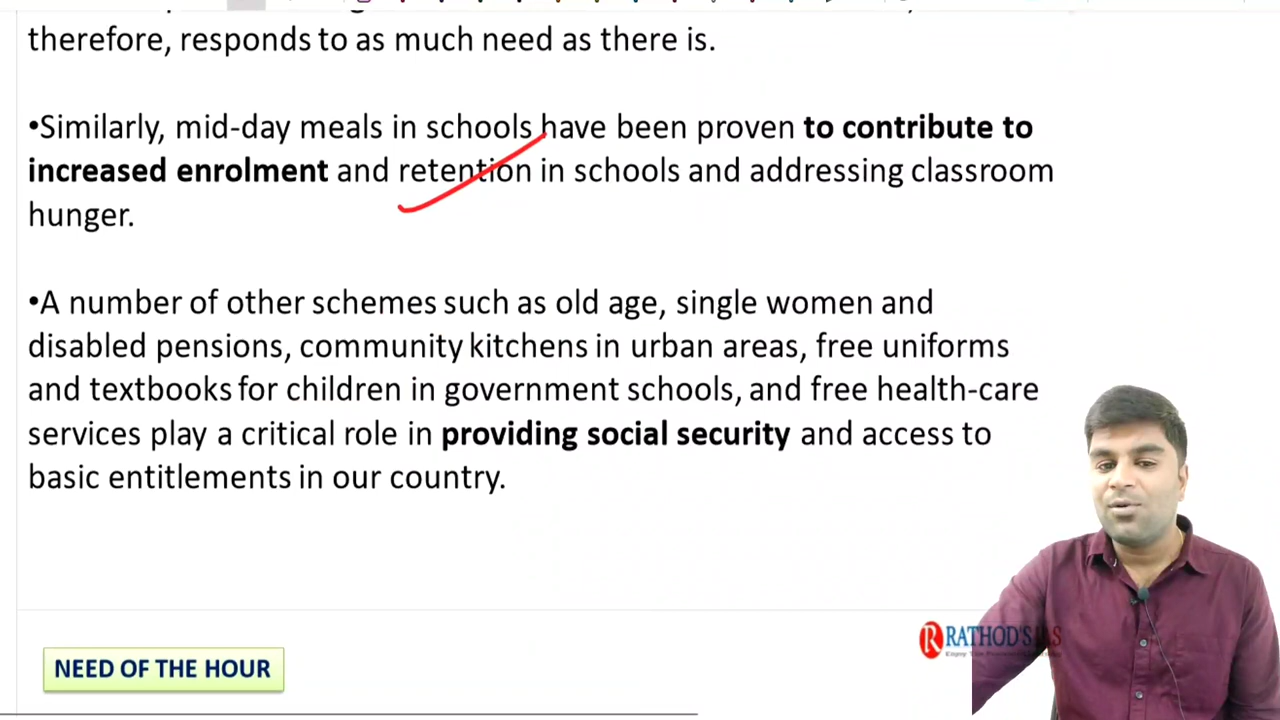 therefore, responds to as much need as there is.
•Similarly, mid-day meals in schools have been proven to contribute to
increased enrolment and retention in schools and addressing classroom
hunger.
•A number of other schemes such as old age, single women and
disabled pensions, community kitchens in urban areas, free uniforms
and textbooks for children in government schools, and free health-care
services play a critical role in providing social security and access to
basic entitlements in our country.
RATHOD'S IAS
NEED OF THE HOUR